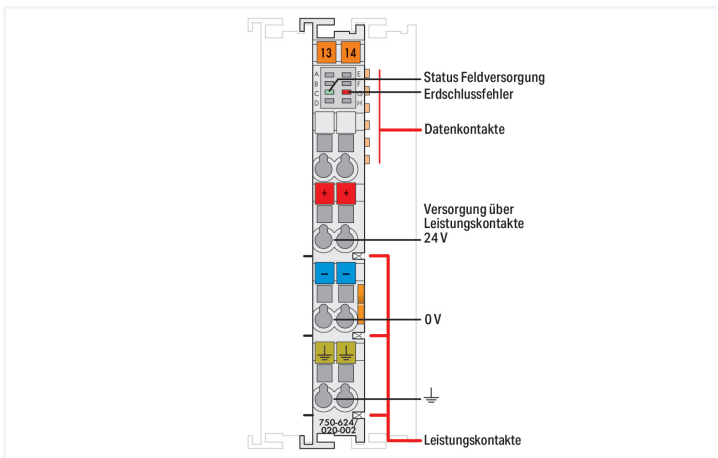 13 14
A E
B F
C G
D H
Status Feldversorgung
Erdschlussfehler
Datenkontakte
+ +
Versorgung über
Leistungskontakte
24 V
– –
0 V
750-624/
020-002
Leistungskontakte